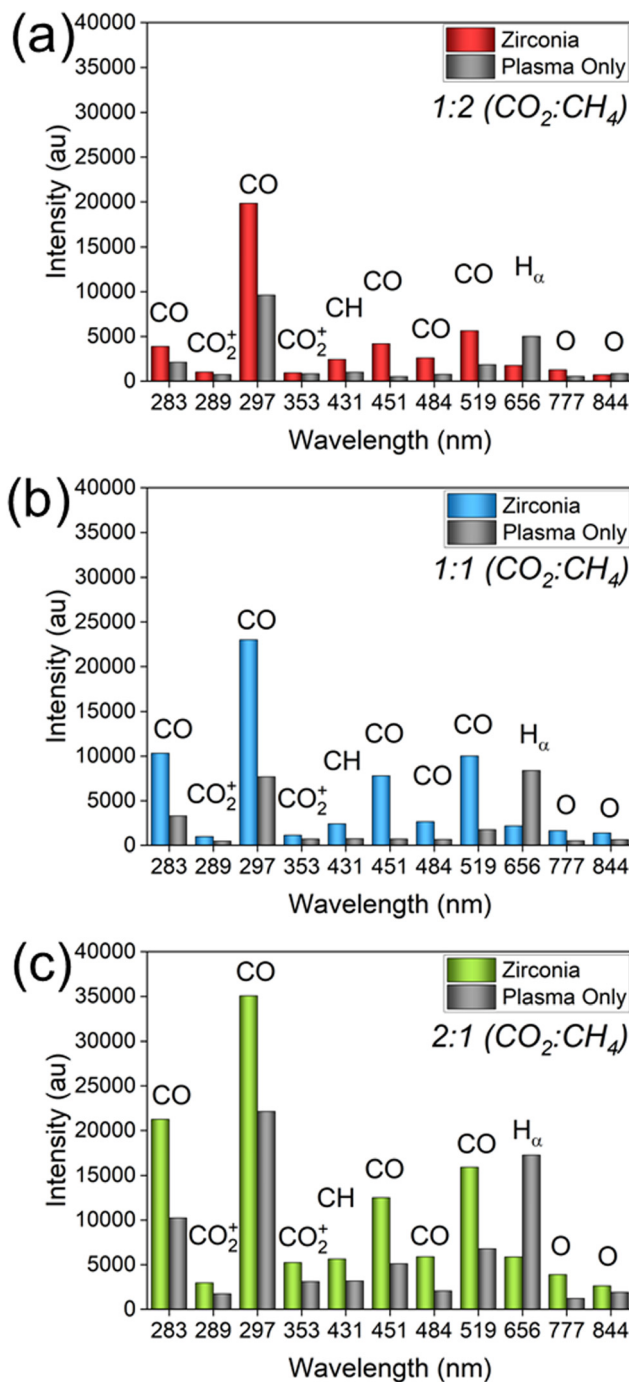 (a)
40000
35000
30000
25000
20000
15000
10000
5000
0
Intensity (au)
Zirconia
Plasma Only
1:2 (CO₂:CH₄)
CO
CO₂⁺
CO
CO₂⁺
CH
CO
CO
CO
Hα
O
O
283 289 297 353 431 451 484 519 656 777 844
Wavelength (nm)
(b)
40000
35000
30000
25000
20000
15000
10000
5000
0
Intensity (au)
Zirconia
Plasma Only
1:1 (CO₂:CH₄)
CO
CO₂⁺
CO
CO₂⁺
CH
CO
CO
CO
Hα
O
O
283 289 297 353 431 451 484 519 656 777 844
Wavelength (nm)
(c)
40000
35000
30000
25000
20000
15000
10000
5000
0
Intensity (au)
Zirconia
Plasma Only
2:1 (CO₂:CH₄)
CO
CO₂⁺
CO
CO₂⁺
CH
CO
CO
CO
Hα
O
O
283 289 297 353 431 451 484 519 656 777 844
Wavelength (nm)